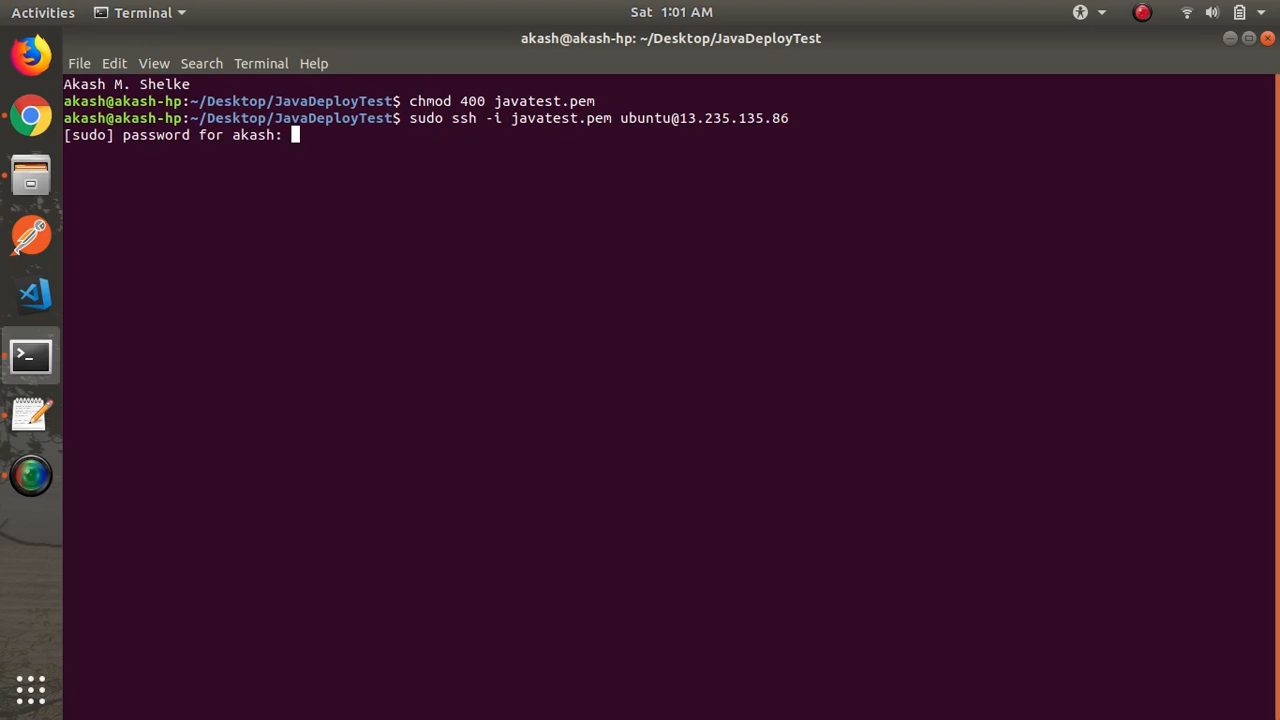 Activities Terminal Sat 1:01 AM
akash@akash-hp: ~/Desktop/JavaDeployTest
File Edit View Search Terminal Help
Akash M. Shelke
akash@akash-hp:~/Desktop/JavaDeployTest$ chmod 400 javatest.pem
akash@akash-hp:~/Desktop/JavaDeployTest$ sudo ssh -i javatest.pem ubuntu@13.235.135.86
[sudo] password for akash: